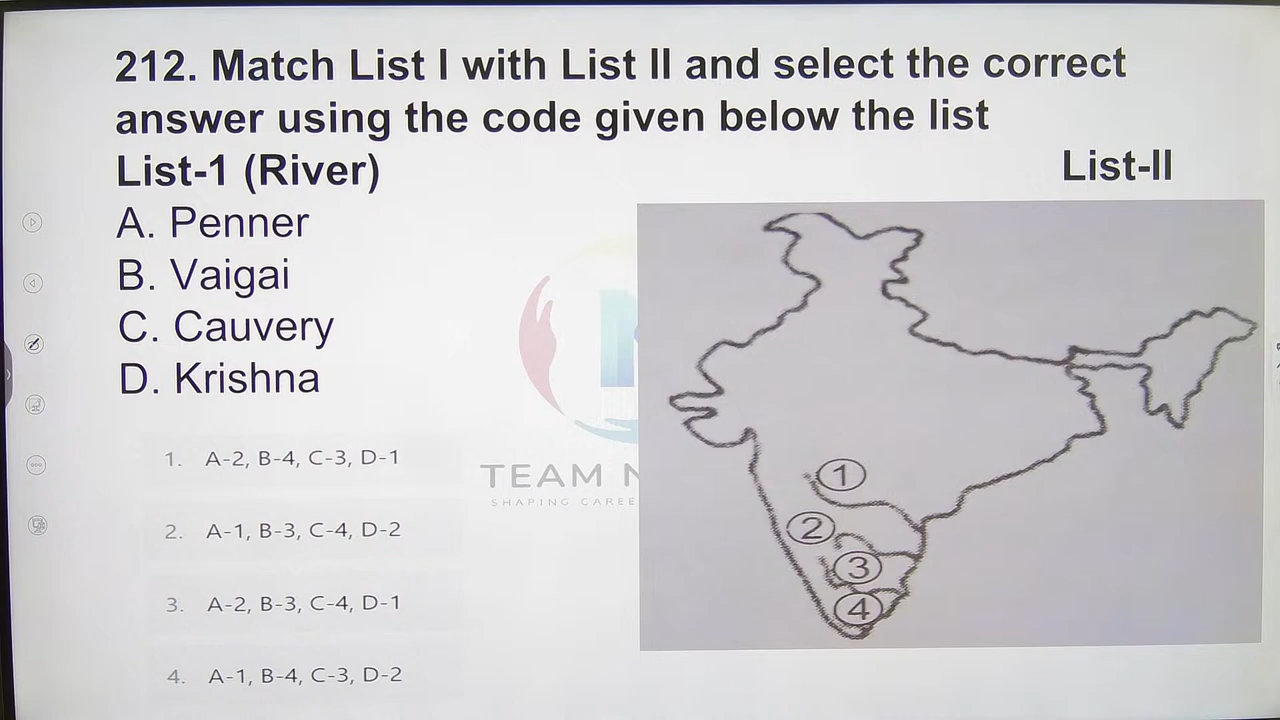 212. Match List I with List II and select the correct
answer using the code given below the list
List-1 (River)
List-II
A. Penner
B. Vaigai
C. Cauvery
D. Krishna
1. A-2, B-4, C-3, D-1
2. A-1, B-3, C-4, D-2
3. A-2, B-3, C-4, D-1
4. A-1, B-4, C-3, D-2
TEAM
SHAPING
1
2
3
4